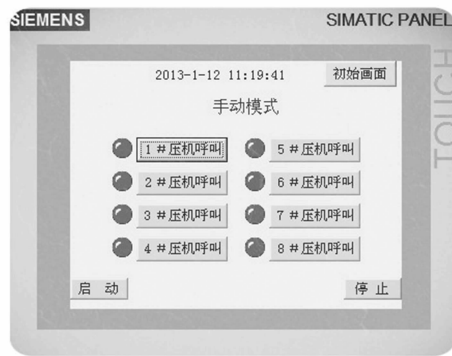 SIEMENS
SIMATIC PANEL
TOUCH
2013-1-12 11:19:41
初始画面
手动模式
1 #压机呼叫
5 #压机呼叫
2 #压机呼叫
6 #压机呼叫
3 #压机呼叫
7 #压机呼叫
4 #压机呼叫
8 #压机呼叫
启 动
停 止